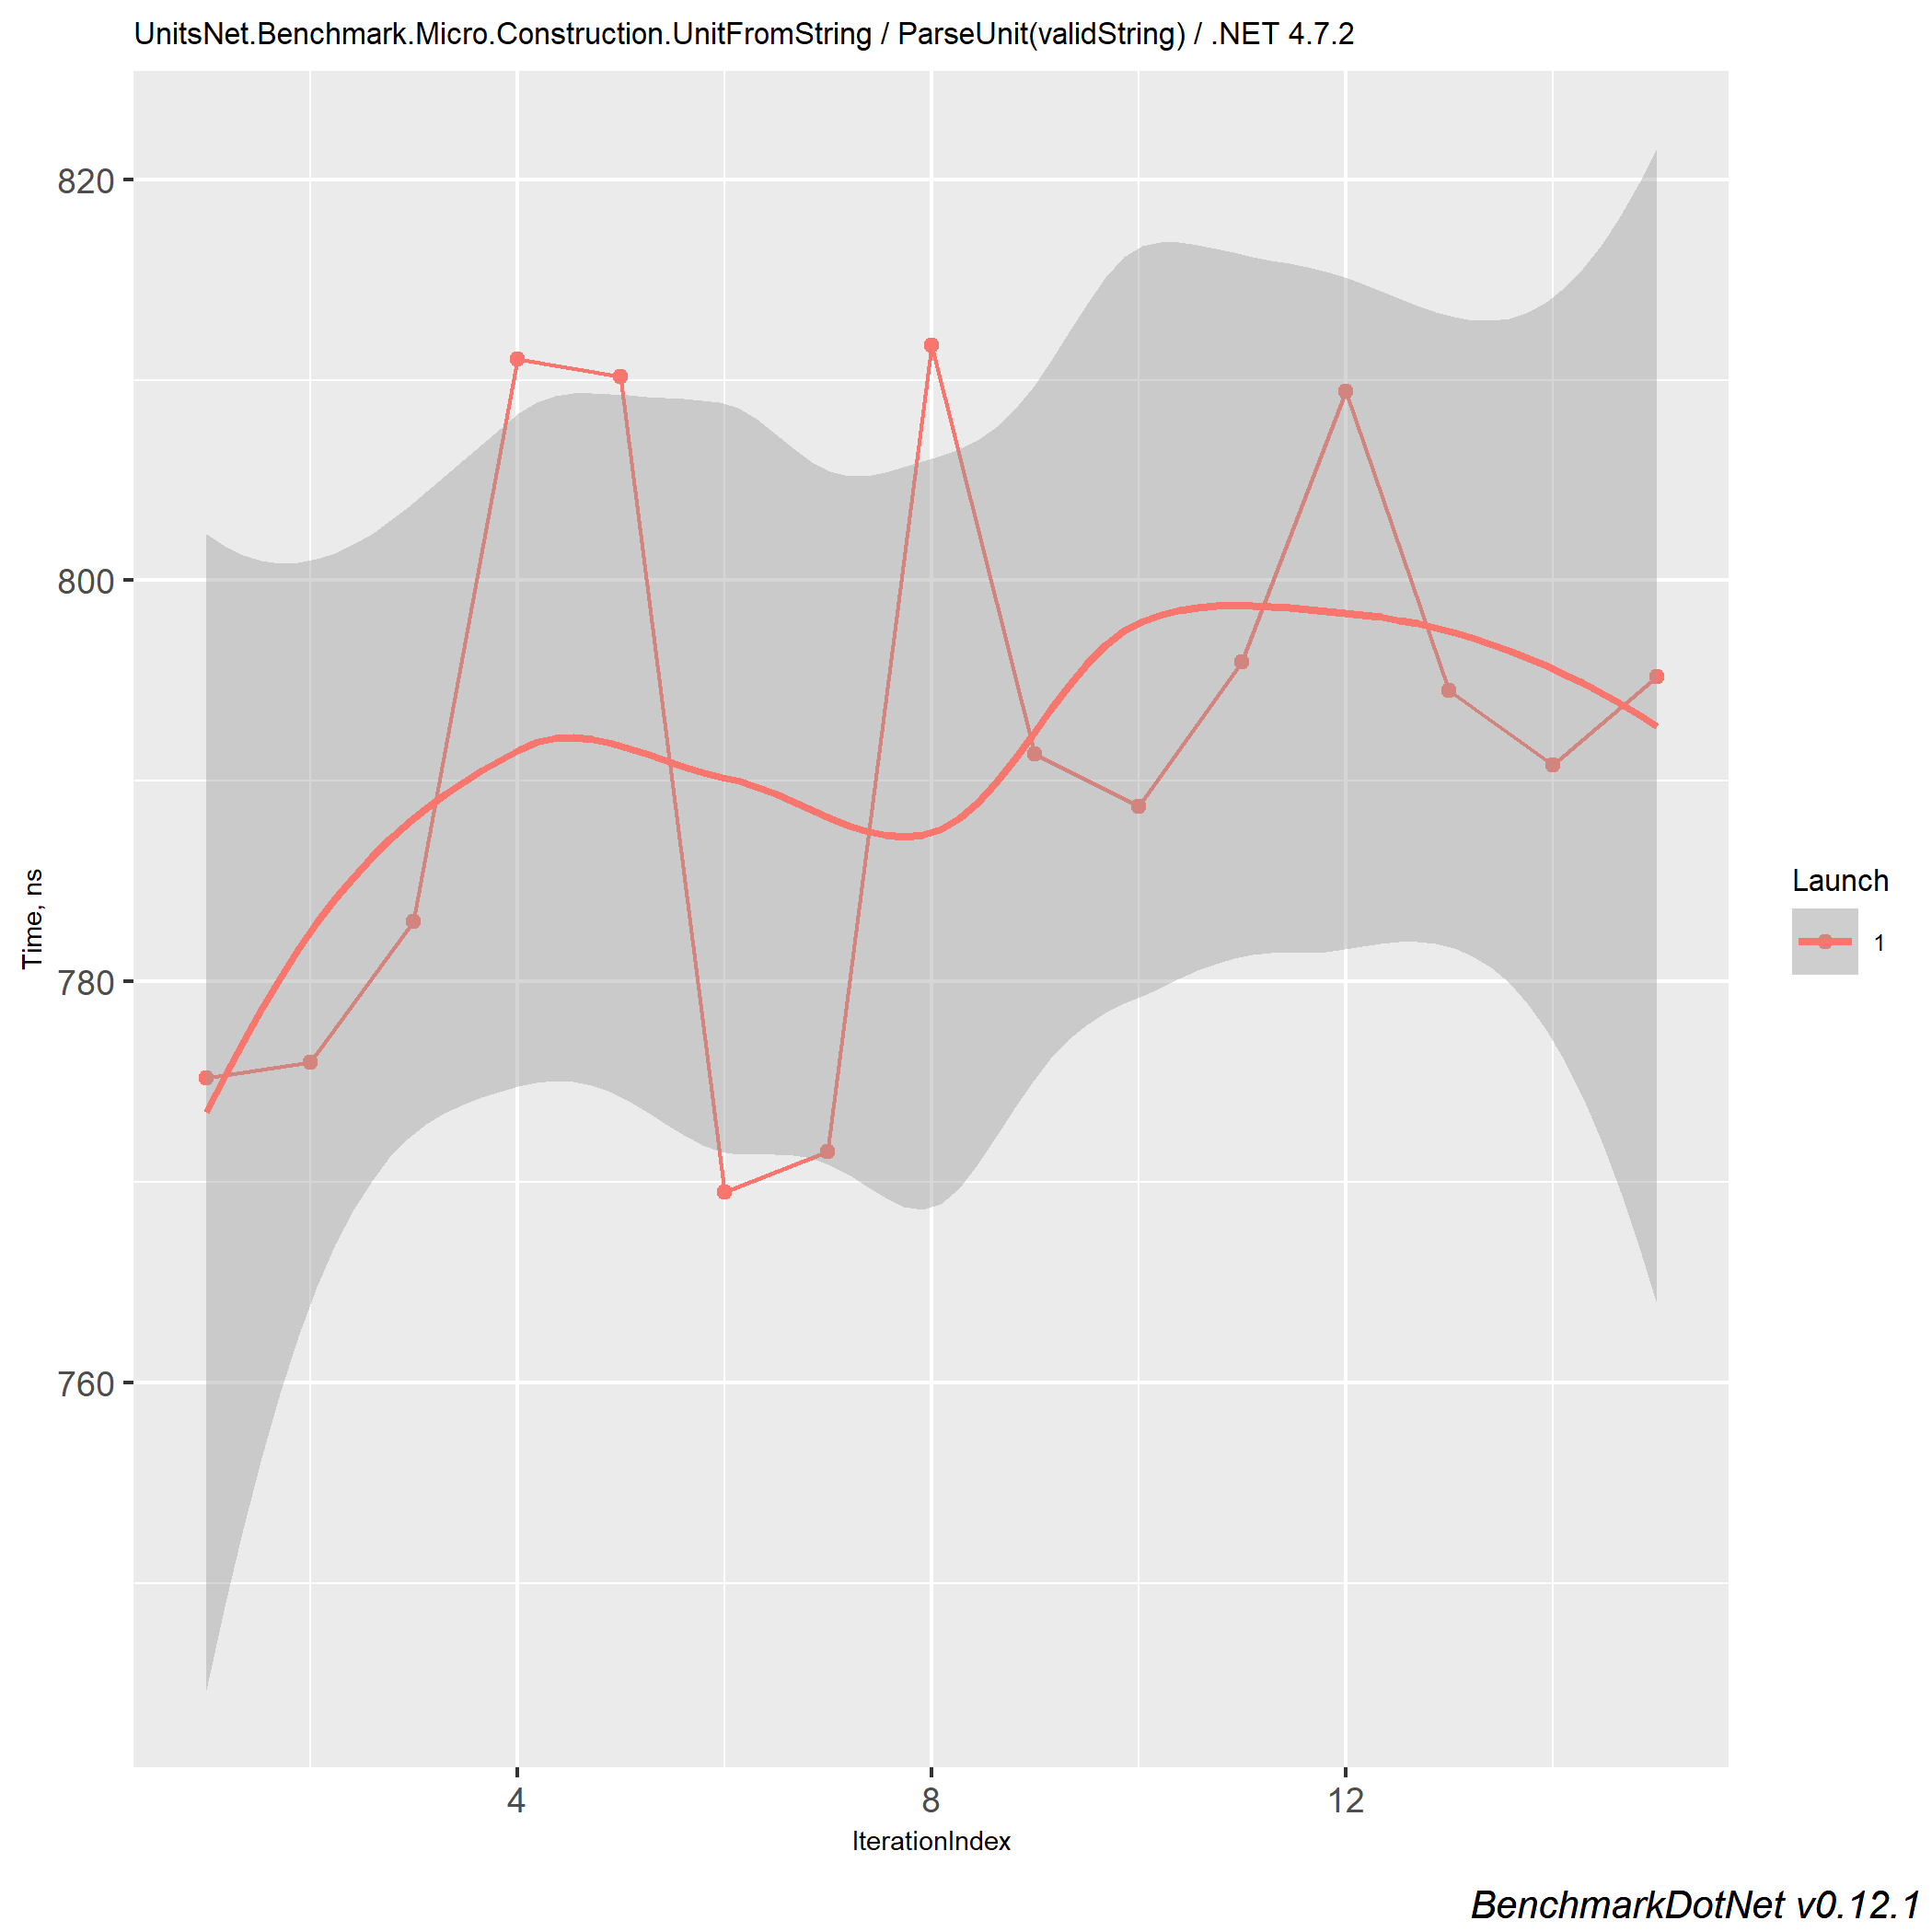 UnitsNet.Benchmark.Micro.Construction.UnitFromString / ParseUnit(validString) / .NET 4.7.2
820
800
780
760
Time, ns
4
8
12
IterationIndex
Launch
1
BenchmarkDotNet v0.12.1